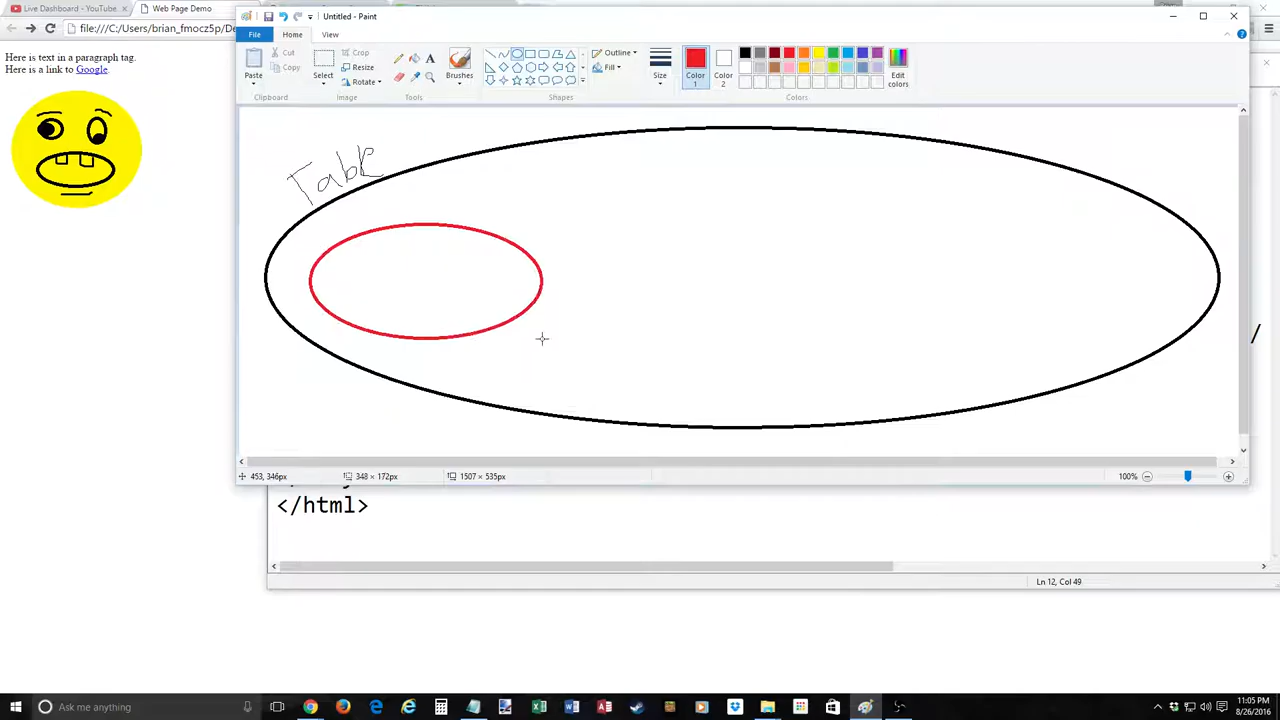 Live Dashboard - YouTube
Web Page Demo
file:///C:/Users/brian_fmocz5p/De
Here is text in a paragraph tag
Here is a link to Google.
Untitled - Paint
File
Home
View
Paste
Cut
Copy
Clipboard
Select
Crop
Resize
Rotate
Image
A
Tools
Brushes
Shapes
Outline
Fill
Size
Color 1
Color 2
Edit colors
Colors
Table
453, 346px
348 × 172px
1507 × 535px
100%
/
</html>
Ln 12, Col 49
Ask me anything
11:05 PM
8/26/2016